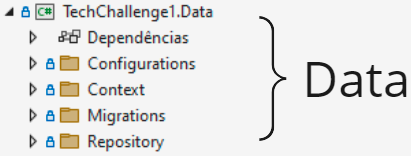 TechChallenge1.Data
Dependências
Configurations
Context
Migrations
Repository
Data